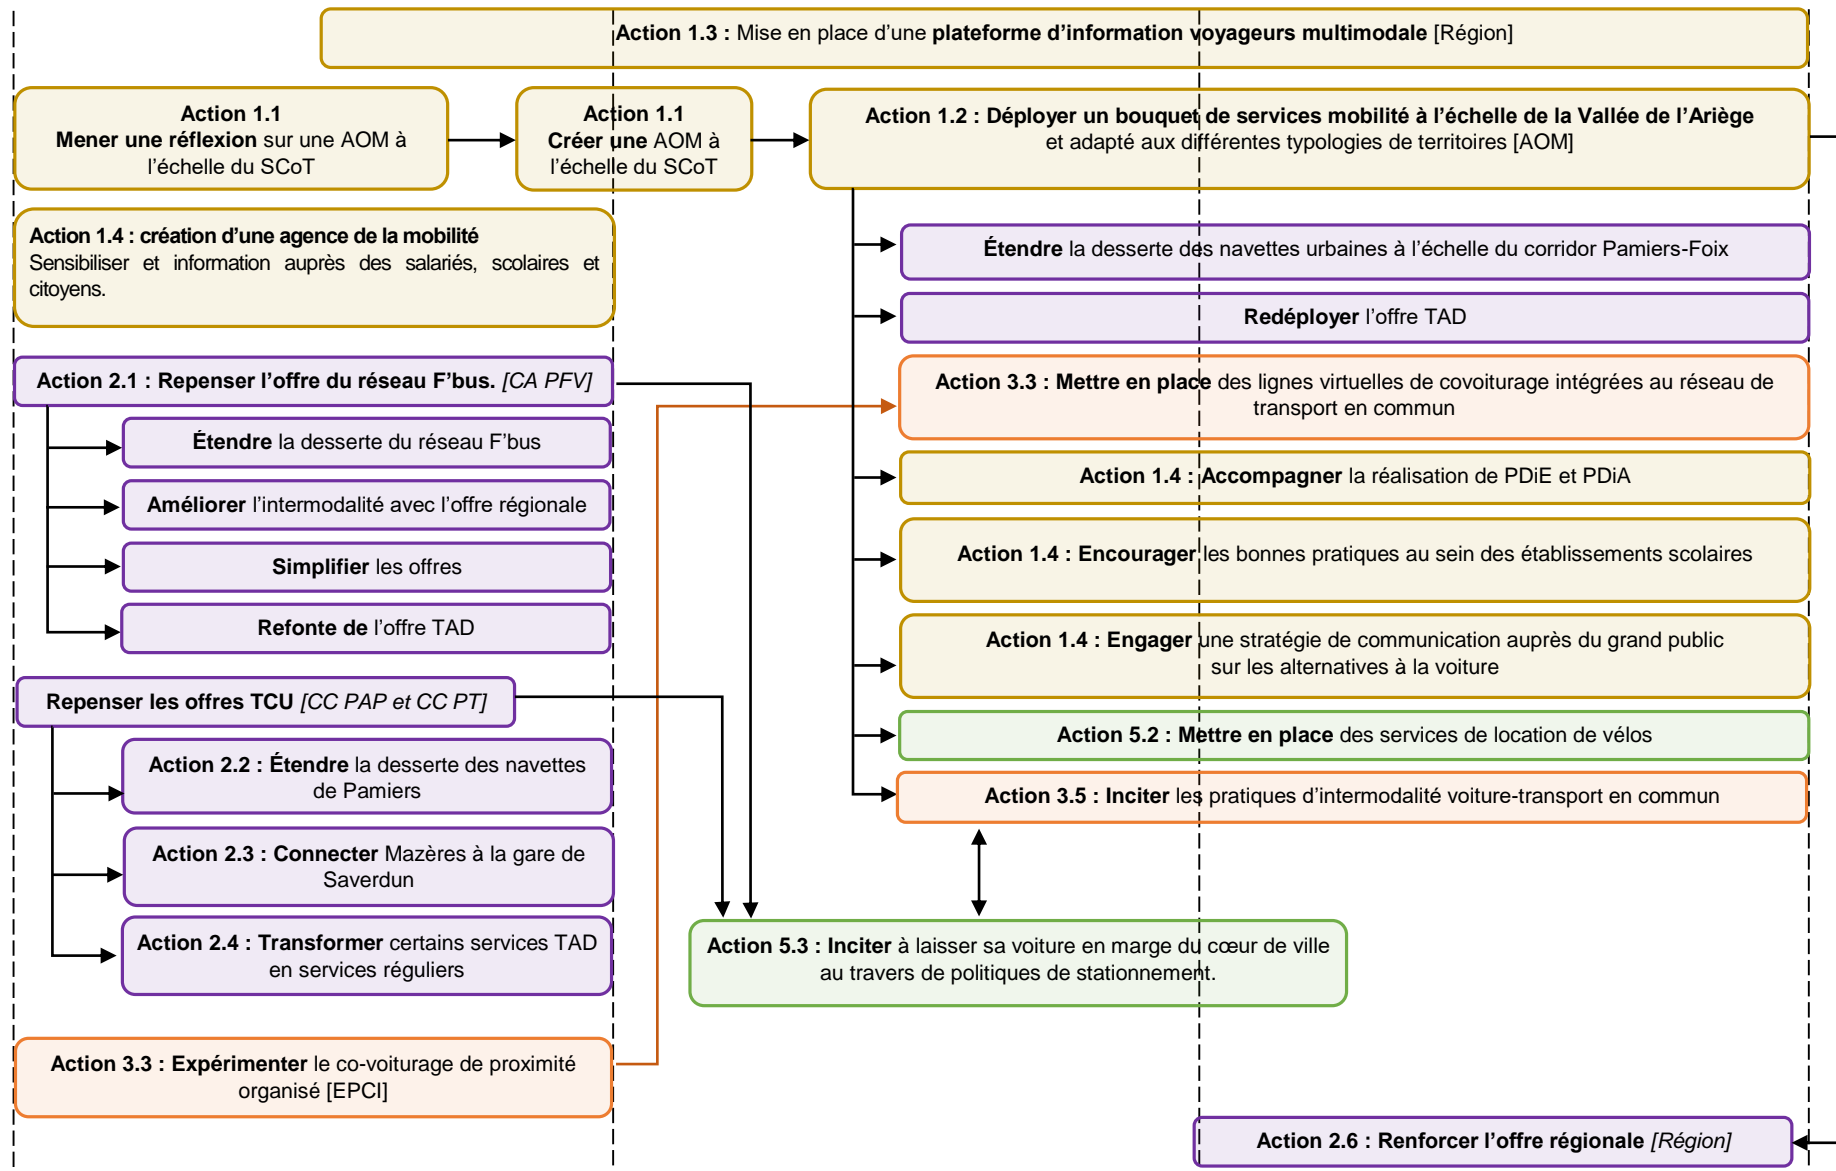 Action 1.3 : Mise en place d’une plateforme d’information voyageurs multimodale [Région]
Action 1.1
Mener une réflexion sur une AOM à
l’échelle du SCoT
Action 1.1
Créer une AOM à
l’échelle du SCoT
Action 1.2 : Déployer un bouquet de services mobilité à l’échelle de la Vallée de l’Ariège
et adapté aux différentes typologies de territoires [AOM]
Action 1.4 : création d’une agence de la mobilité
Sensibiliser et information auprès des salariés, scolaires et
citoyens.
Action 2.1 : Repenser l’offre du réseau F’bus. [CA PFV]
Étendre la desserte du réseau F’bus
Améliorer l’intermodalité avec l’offre régionale
Simplifier les offres
Refonte de l’offre TAD
Repenser les offres TCU [CC PAP et CC PT]
Action 2.2 : Étendre la desserte des navettes
de Pamiers
Action 2.3 : Connecter Mazères à la gare de
Saverdun
Action 2.4 : Transformer certains services TAD
en services réguliers
Action 3.3 : Expérimenter le co-voiturage de proximité
organisé [EPCI]
Étendre la desserte des navettes urbaines à l’échelle du corridor Pamiers-Foix
Redéployer l’offre TAD
Action 3.3 : Mettre en place des lignes virtuelles de covoiturage intégrées au réseau de
transport en commun
Action 1.4 : Accompagner la réalisation de PDiE et PDiA
Action 1.4 : Encourager les bonnes pratiques au sein des établissements scolaires
Action 1.4 : Engager une stratégie de communication auprès du grand public
sur les alternatives à la voiture
Action 5.2 : Mettre en place des services de location de vélos
Action 3.5 : Inciter les pratiques d’intermodalité voiture-transport en commun
Action 5.3 : Inciter à laisser sa voiture en marge du cœur de ville
au travers de politiques de stationnement.
Action 2.6 : Renforcer l’offre régionale [Région]